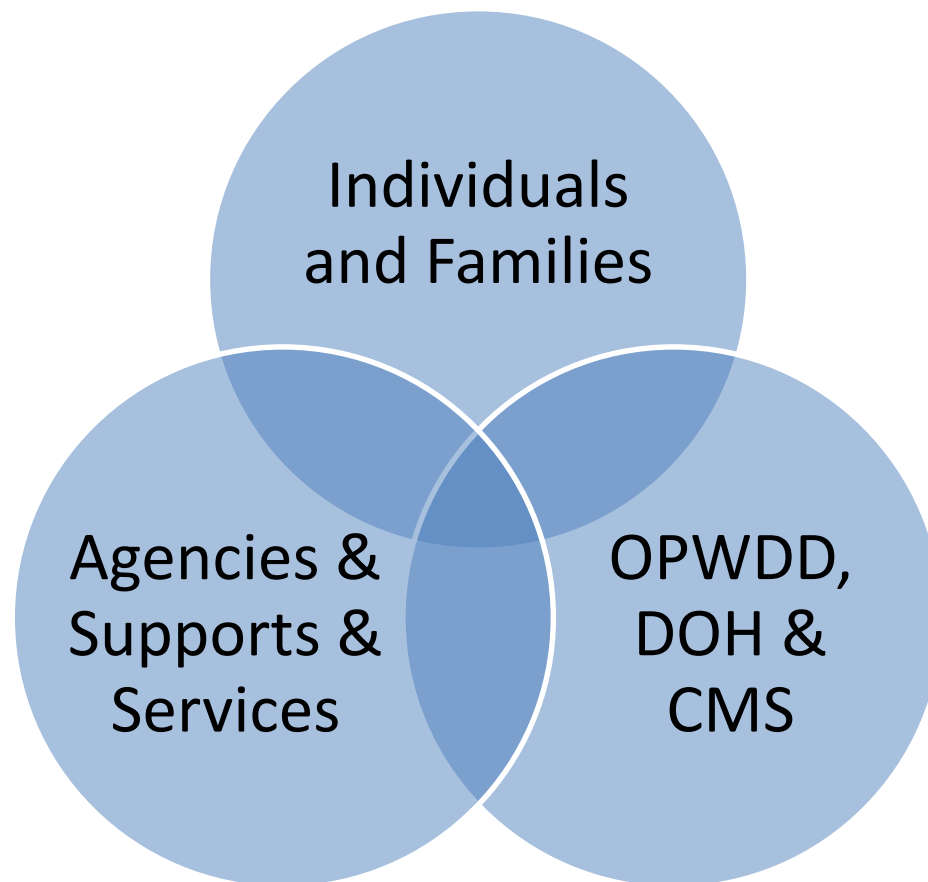 Individuals
and Families
Agencies &
Supports &
Services
OPWDD,
DOH &
CMS